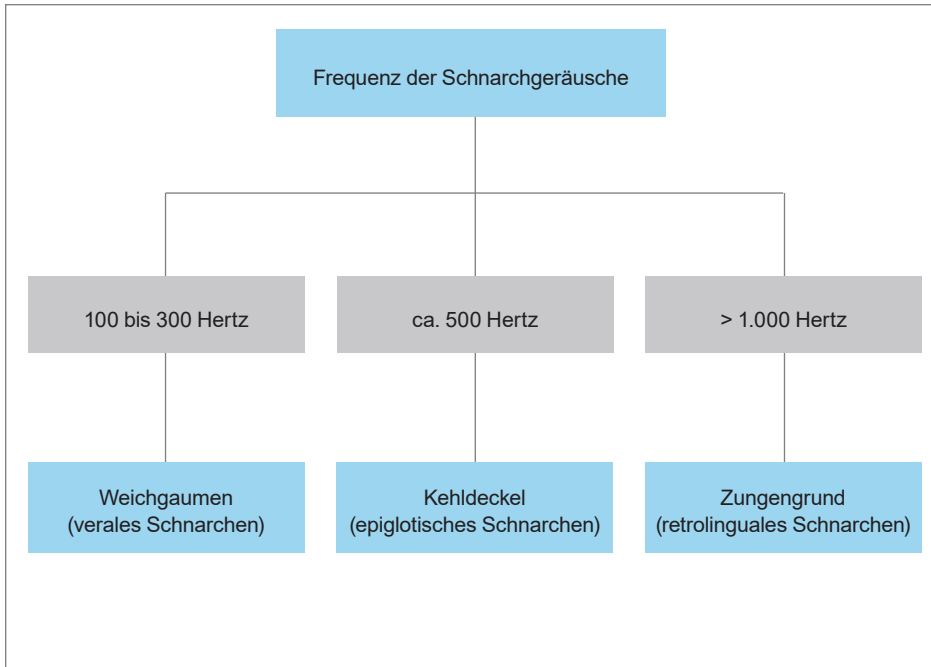 Frequenz der Schnarchgeräusche
100 bis 300 Hertz
ca. 500 Hertz
> 1.000 Hertz
Weichgaumen
(verales Schnarchen)
Kehldeckel
(epiglotisches Schnarchen)
Zungengrund
(retrolinguales Schnarchen)